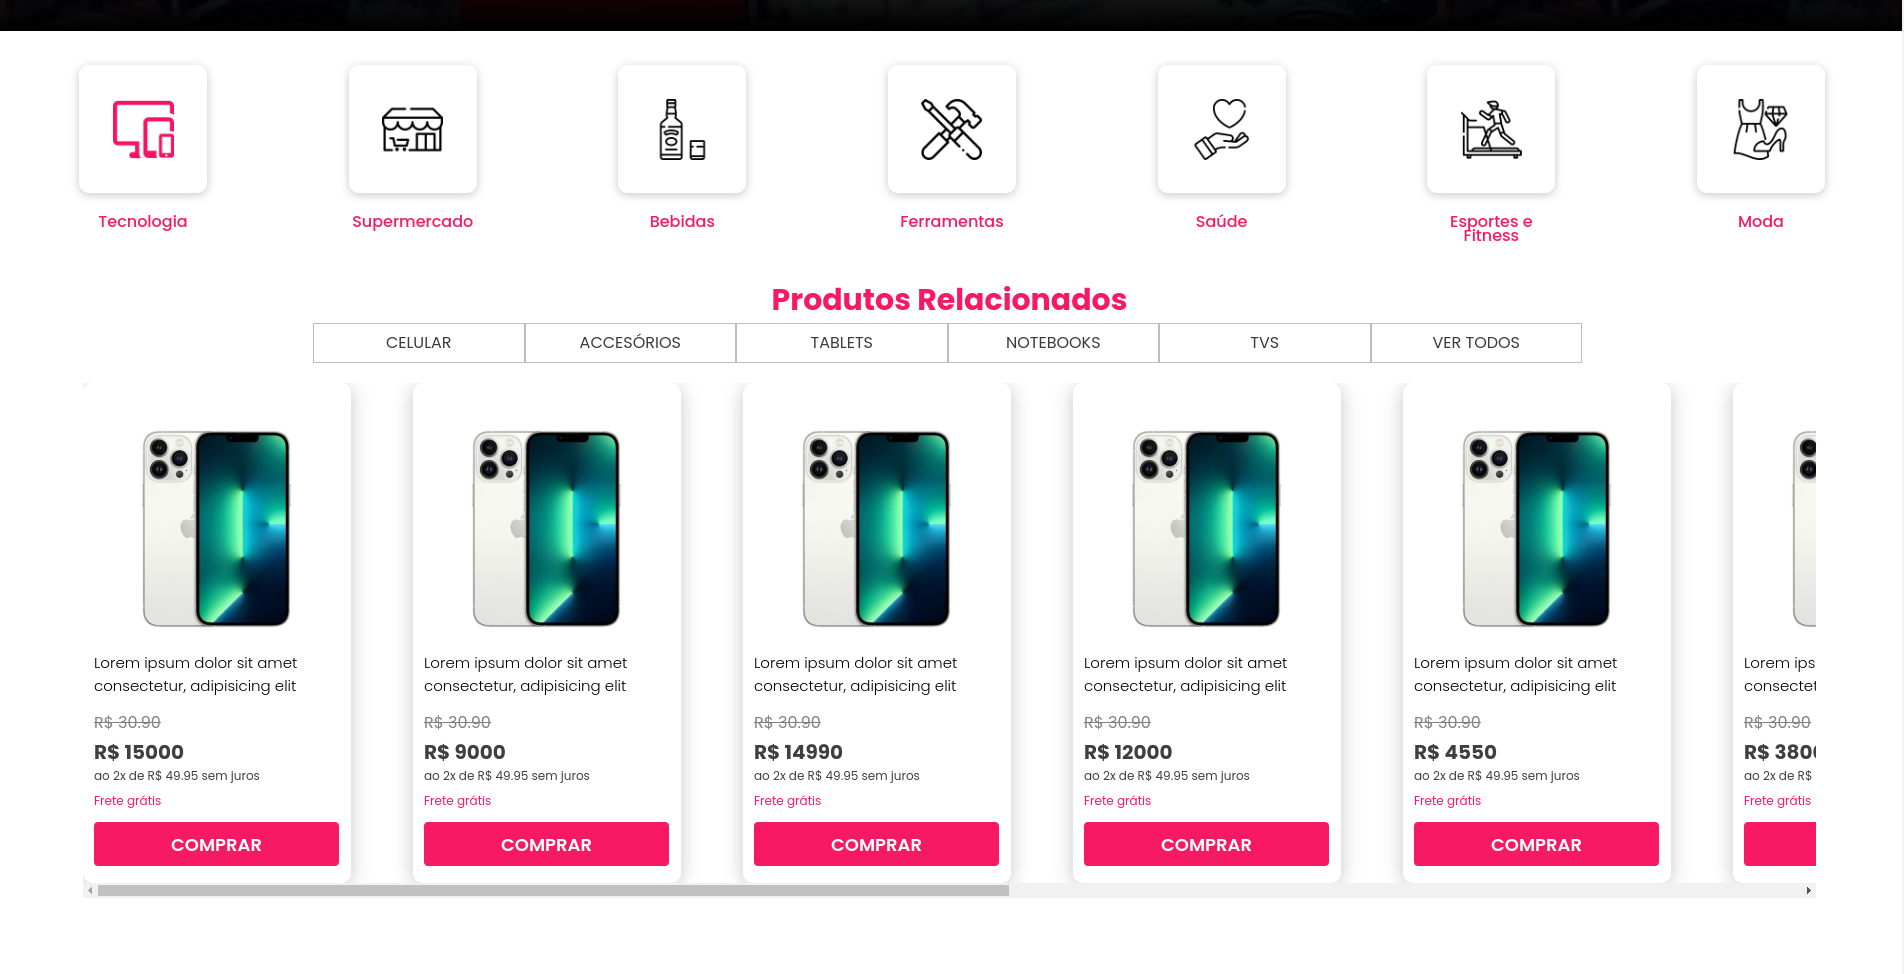 Tecnologia
Supermercado
Bebidas
Ferramentas
Saúde
Esportes e
Fitness
Moda
Produtos Relacionados
CELULAR
ACCESÓRIOS
TABLETS
NOTEBOOKS
TVS
VER TODOS
Lorem ipsum dolor sit amet
consectetur, adipisicing elit
R$ 30.90
R$ 15000
ao 2x de R$ 49.95 sem juros
Frete grátis
COMPRAR
Lorem ipsum dolor sit amet
consectetur, adipisicing elit
R$ 30.90
R$ 9000
ao 2x de R$ 49.95 sem juros
Frete grátis
COMPRAR
Lorem ipsum dolor sit amet
consectetur, adipisicing elit
R$ 30.90
R$ 14990
ao 2x de R$ 49.95 sem juros
Frete grátis
COMPRAR
Lorem ipsum dolor sit amet
consectetur, adipisicing elit
R$ 30.90
R$ 12000
ao 2x de R$ 49.95 sem juros
Frete grátis
COMPRAR
Lorem ipsum dolor sit amet
consectetur, adipisicing elit
R$ 30.90
R$ 4550
ao 2x de R$ 49.95 sem juros
Frete grátis
COMPRAR
Lorem ips
consectet
R$ 30.90
R$ 380
ao 2x de R$
Frete grátis